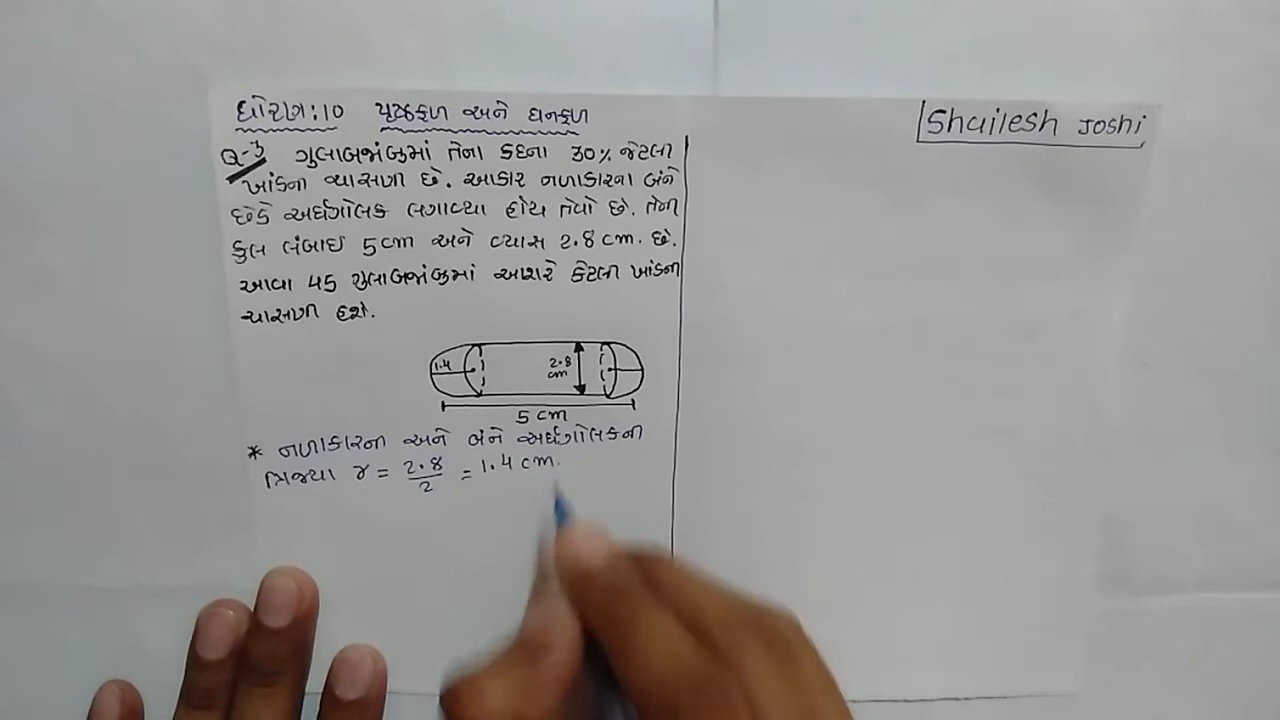 ધોરણ:10 પૃષ્ઠફળ અને ઘનફળ
Shailesh Joshi
Q-3 ગુલાબજાંબુમાં તેના કદના 30% જેટલી
ખાંડની ચાસણી છે. આકાર નળાકારના બંને
છેડે અર્ધગોલક લગાવ્યા હોય તેવો છે. તેની
કુલ લંબાઈ 5cm અને વ્યાસ 2.8 cm. છે.
આવા 45 ગુલાબજાંબુમાં આશરે કેટલી ખાંડની
ચાસણી હશે.
1.4
2.8
cm
5 cm
* નળાકારની અને બંને અર્ધગોલકની
ત્રિજ્યા r = 2.8/2 = 1.4 cm.